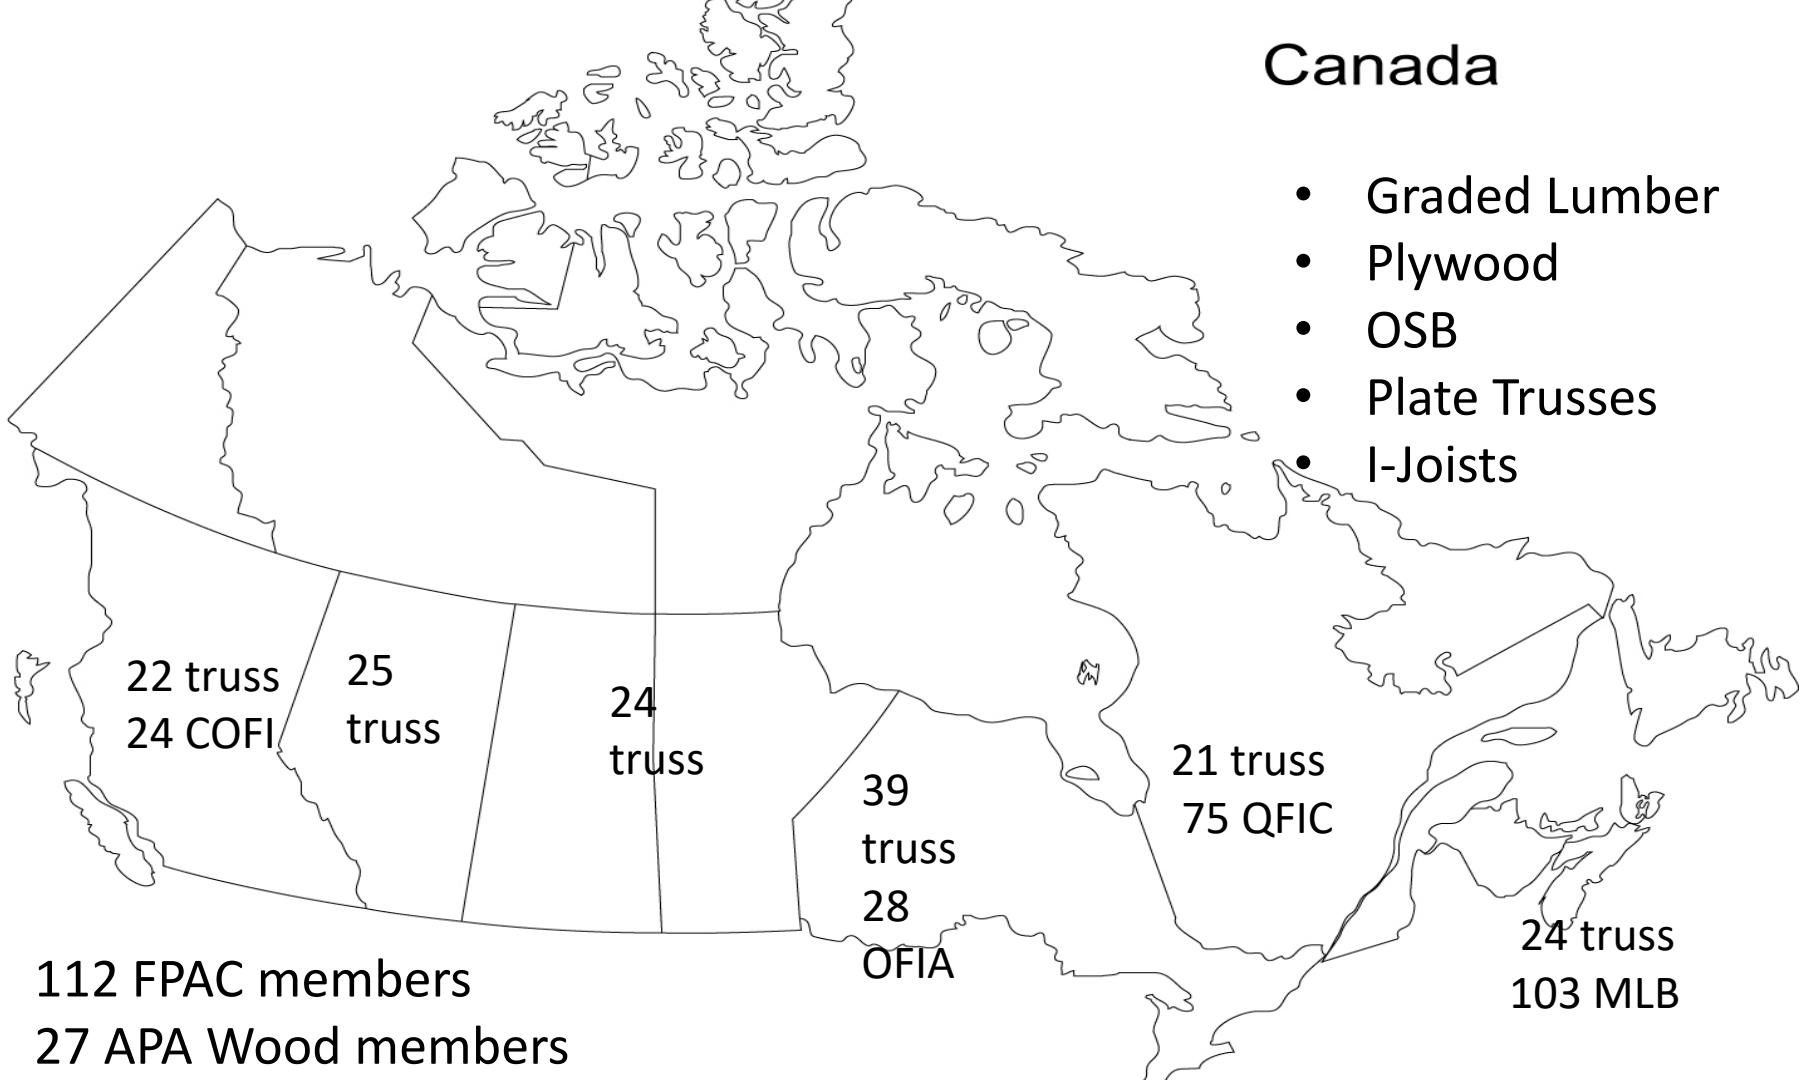 Canada
• Graded Lumber
• Plywood
• OSB
• Plate Trusses
• I-Joists
22 truss
24 COFI
25
truss
24
truss
39
truss
28
OFIA
21 truss
75 QFIC
24 truss
103 MLB
112 FPAC members
27 APA Wood members